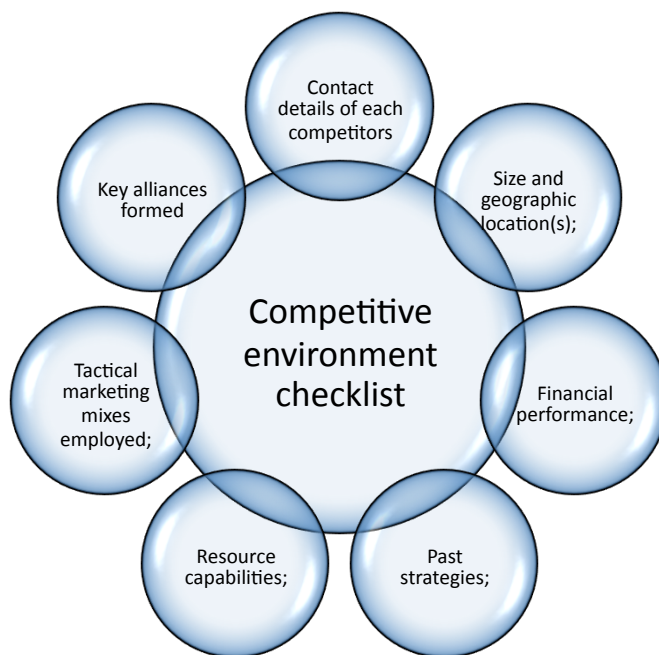 Contact
details of each
competitors
Size and
geographic
location(s);
Financial
performance;
Past
strategies;
Resource
capabilities;
Tactical
marketing
mixes
employed;
Key alliances
formed
Competitive
environment
checklist